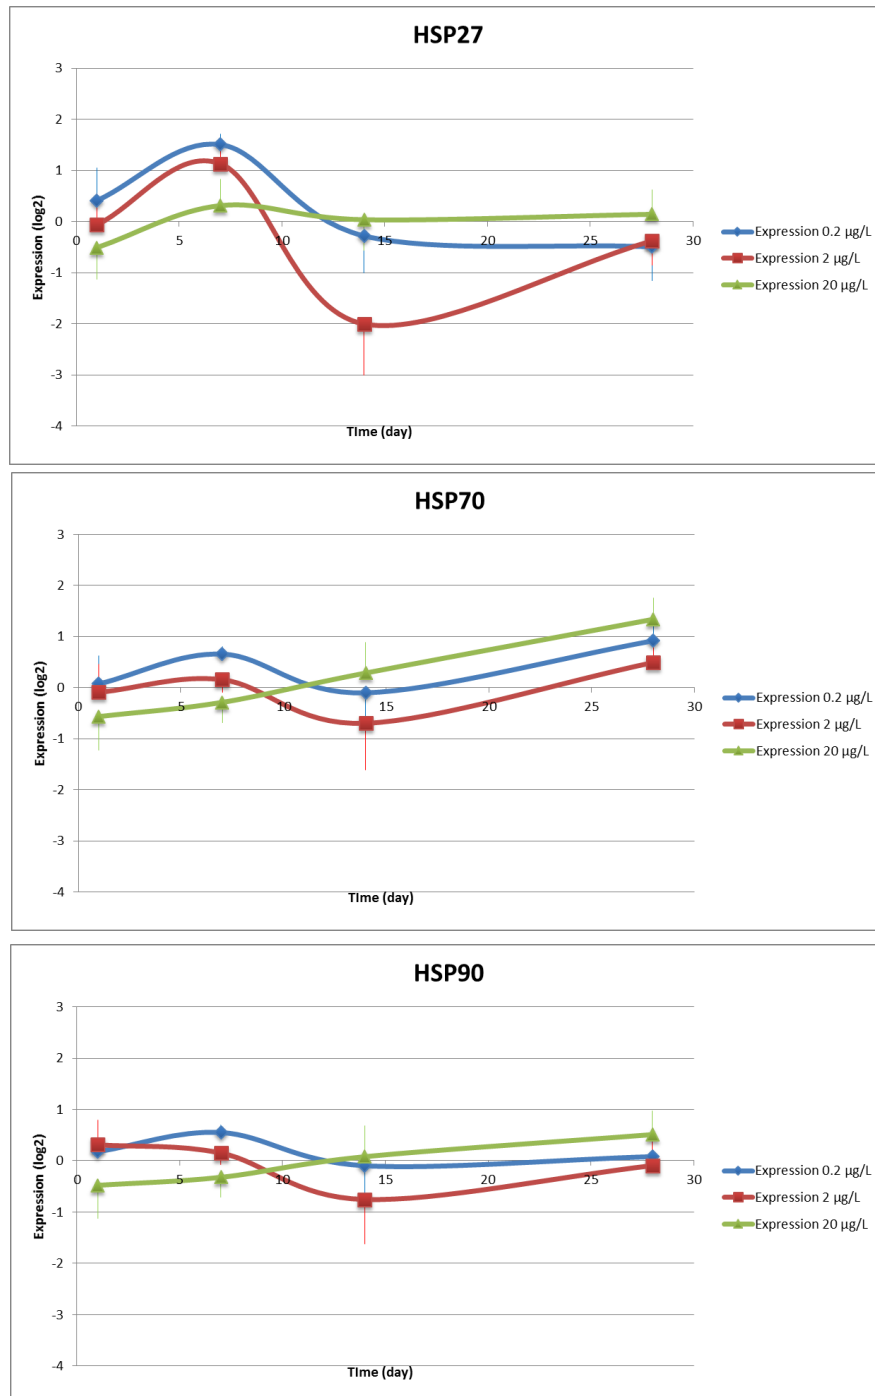 HSP27
3
2
1
0
-1
-2
-3
-4
0 5 10 15 20 25 30
Expression (log2)
TIme (day)
Expression 0.2 µg/L
Expression 2 µg/L
Expression 20 µg/L
HSP70
3
2
1
0
-1
-2
-3
-4
0 5 10 15 20 25 30
Expression (log2)
TIme (day)
Expression 0.2 µg/L
Expression 2 µg/L
Expression 20 µg/L
HSP90
3
2
1
0
-1
-2
-3
-4
0 5 10 15 20 25 30
Expression (log2)
TIme (day)
Expression 0.2 µg/L
Expression 2 µg/L
Expression 20 µg/L